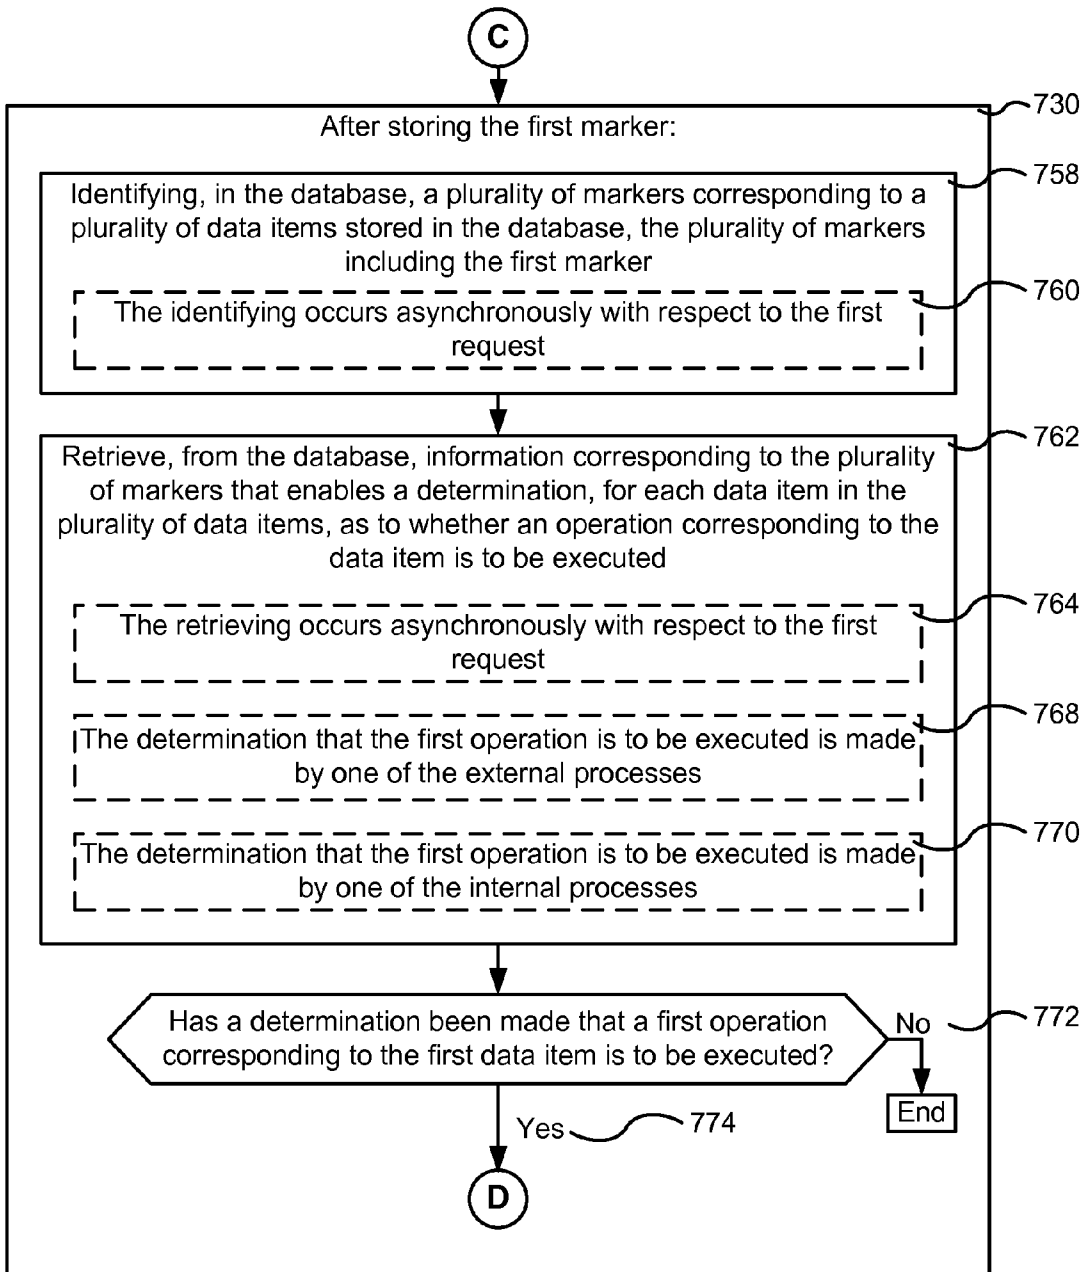 C
730
After storing the first marker:
758
Identifying, in the database, a plurality of markers corresponding to a
plurality of data items stored in the database, the plurality of markers
including the first marker
760
The identifying occurs asynchronously with respect to the first
request
762
Retrieve, from the database, information corresponding to the plurality
of markers that enables a determination, for each data item in the
plurality of data items, as to whether an operation corresponding to the
data item is to be executed
764
The retrieving occurs asynchronously with respect to the first
request
768
The determination that the first operation is to be executed is made
by one of the external processes
770
The determination that the first operation is to be executed is made
by one of the internal processes
772
Has a determination been made that a first operation
corresponding to the first data item is to be executed?
No
End
Yes
774
D